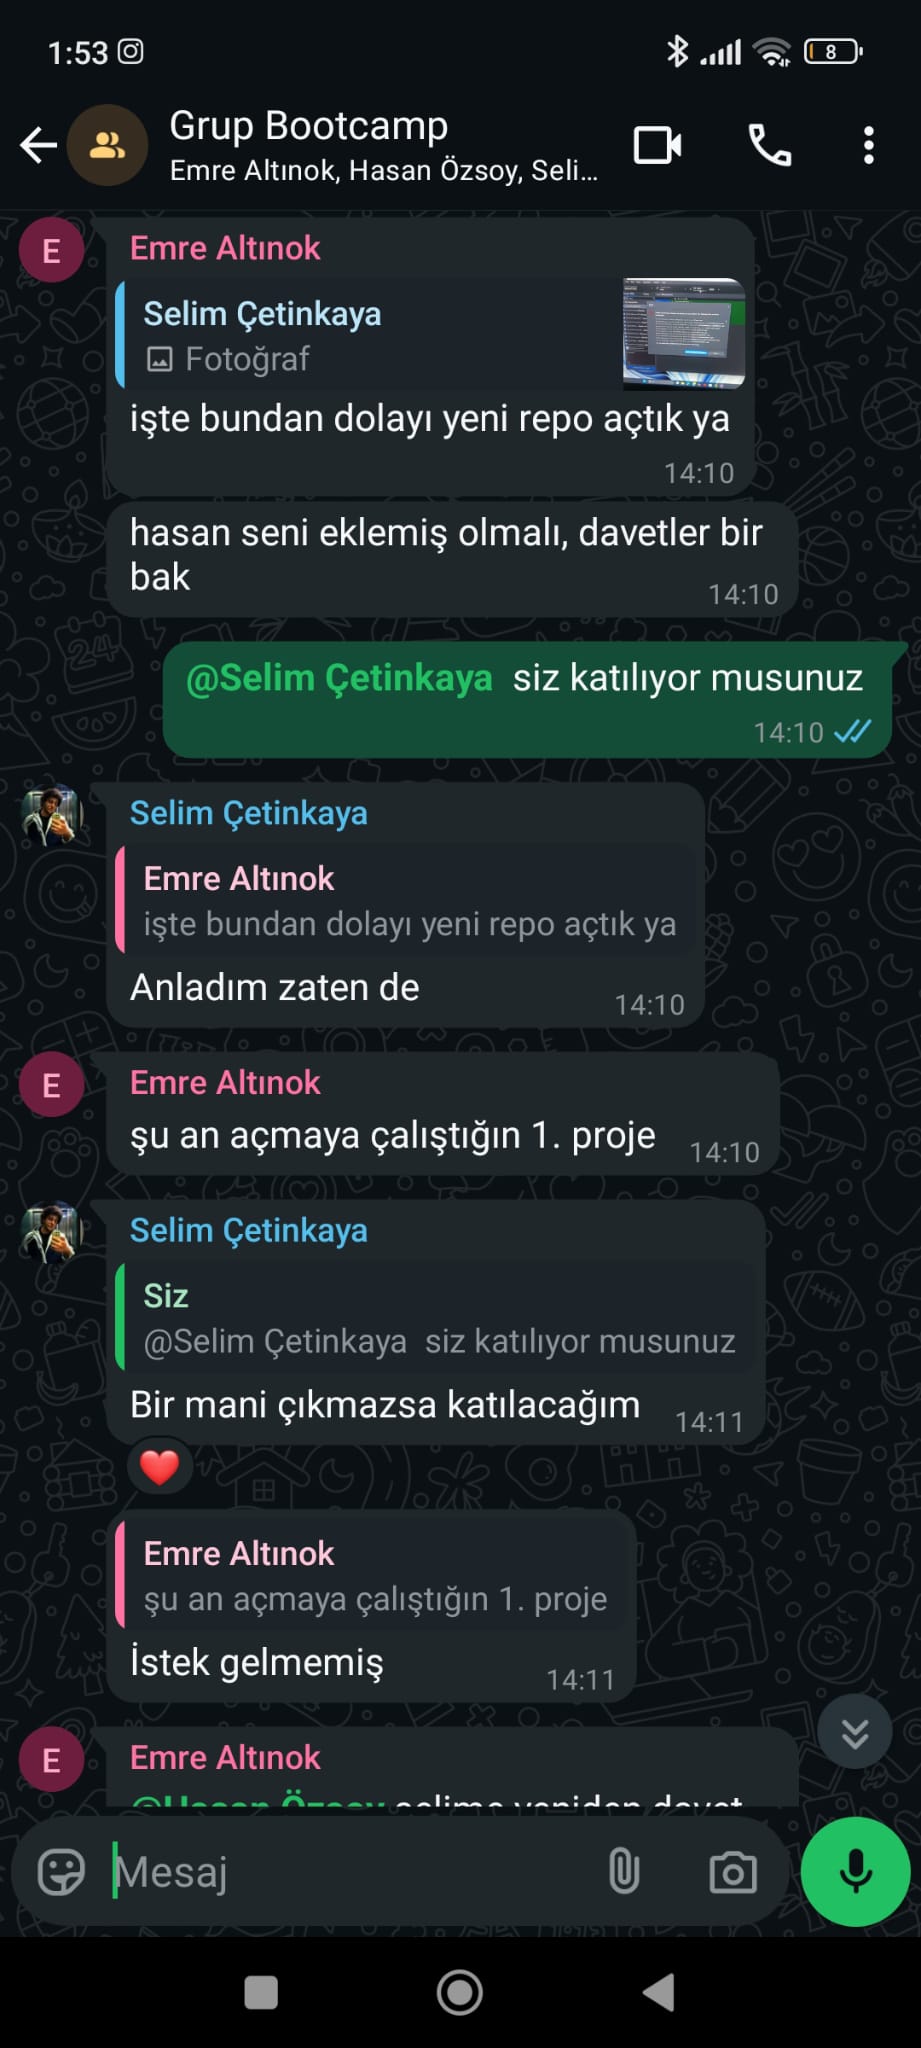 1:53
8
Grup Bootcamp
Emre Altınok, Hasan Özsoy, Seli...
E
Emre Altınok
Selim Çetinkaya
Fotoğraf
işte bundan dolayı yeni repo açtık ya
14:10
hasan seni eklemiş olmalı, davetler bir
bak
14:10
@Selim Çetinkaya siz katılıyor musunuz
14:10
Selim Çetinkaya
Emre Altınok
işte bundan dolayı yeni repo açtık ya
Anladım zaten de
14:10
E
Emre Altınok
şu an açmaya çalıştığın 1. proje
14:10
Selim Çetinkaya
Siz
@Selim Çetinkaya siz katılıyor musunuz
Bir mani çıkmazsa katılacağım
14:11
Emre Altınok
şu an açmaya çalıştığın 1. proje
İstek gelmemiş
14:11
E
Emre Altınok
@Hasan Özsoy selime yeniden davet
Mesaj